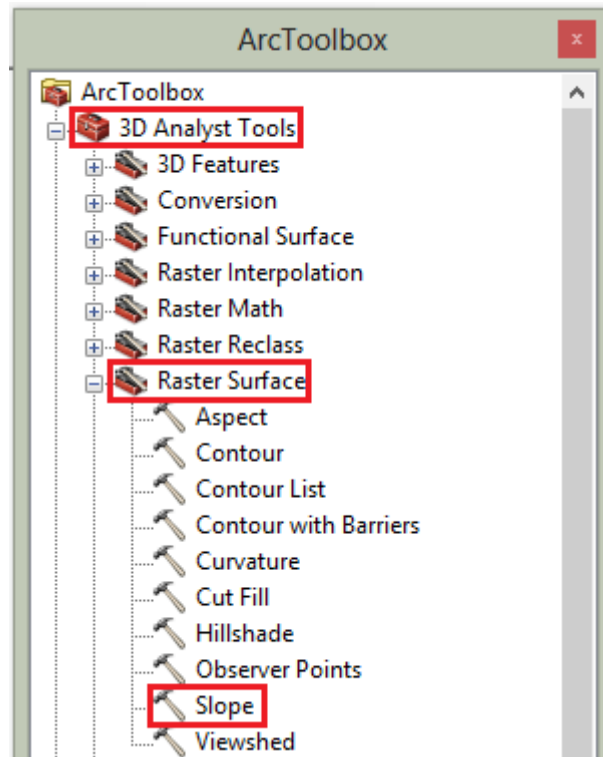 ArcToolbox
x
ArcToolbox
3D Analyst Tools
3D Features
Conversion
Functional Surface
Raster Interpolation
Raster Math
Raster Reclass
Raster Surface
Aspect
Contour
Contour List
Contour with Barriers
Curvature
Cut Fill
Hillshade
Observer Points
Slope
Viewshed